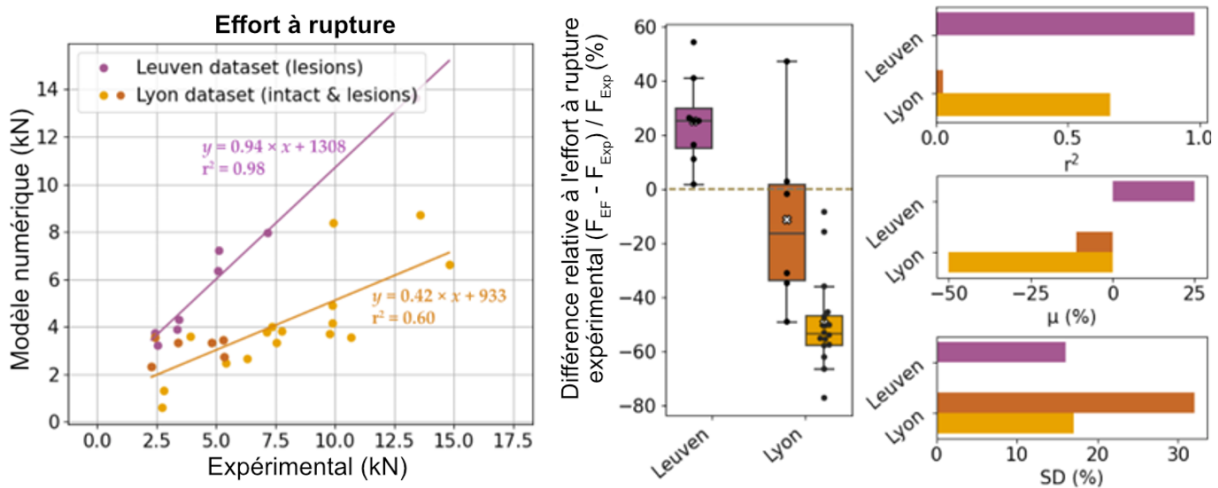 Effort à rupture
Leuven dataset (lesions)
Lyon dataset (intact & lesions)
y = 0.94 × x + 1308
r² = 0.98
y = 0.42 × x + 933
r² = 0.60
Modèle numérique (kN)
14
12
10
8
6
4
2
0
0.0 2.5 5.0 7.5 10.0 12.5 15.0 17.5
Expérimental (kN)
Différence relative à l'effort à rupture
expérimental (F_EF - F_Exp) / F_Exp (%)
60
40
20
0
−20
−40
−60
−80
Leuven
Lyon
Leuven
Lyon
0.0 0.5 1.0
r²
Leuven
Lyon
−50 −25 0 25
μ (%)
Leuven
Lyon
0 10 20 30
SD (%)